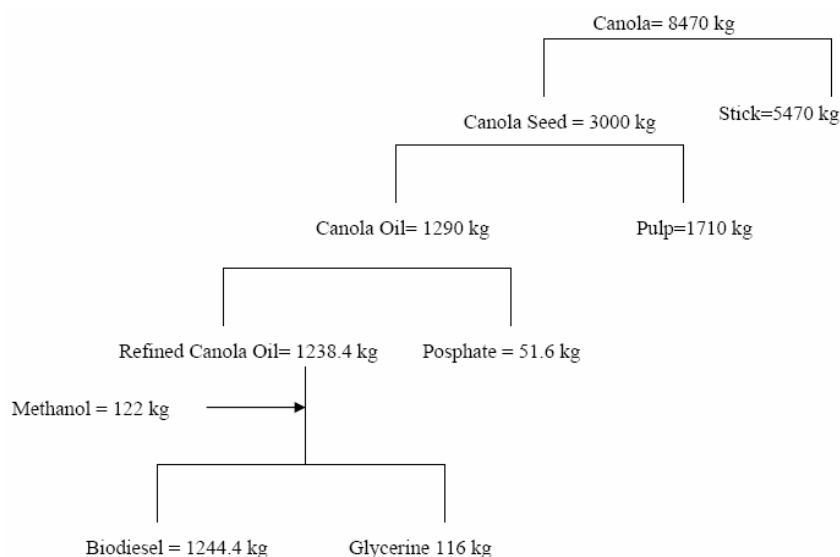 Canola= 8470 kg
Canola Seed = 3000 kg
Stick=5470 kg
Canola Oil= 1290 kg
Pulp=1710 kg
Refined Canola Oil= 1238.4 kg
Posphate = 51.6 kg
Methanol = 122 kg
Biodiesel = 1244.4 kg
Glycerine 116 kg